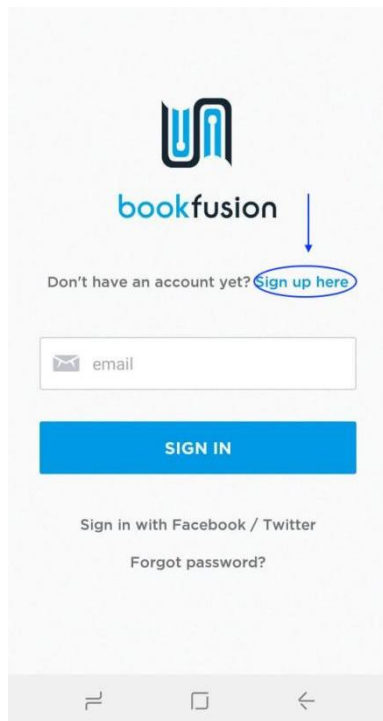 bookfusion
Don't have an account yet? Sign up here
email
SIGN IN
Sign in with Facebook / Twitter
Forgot password?